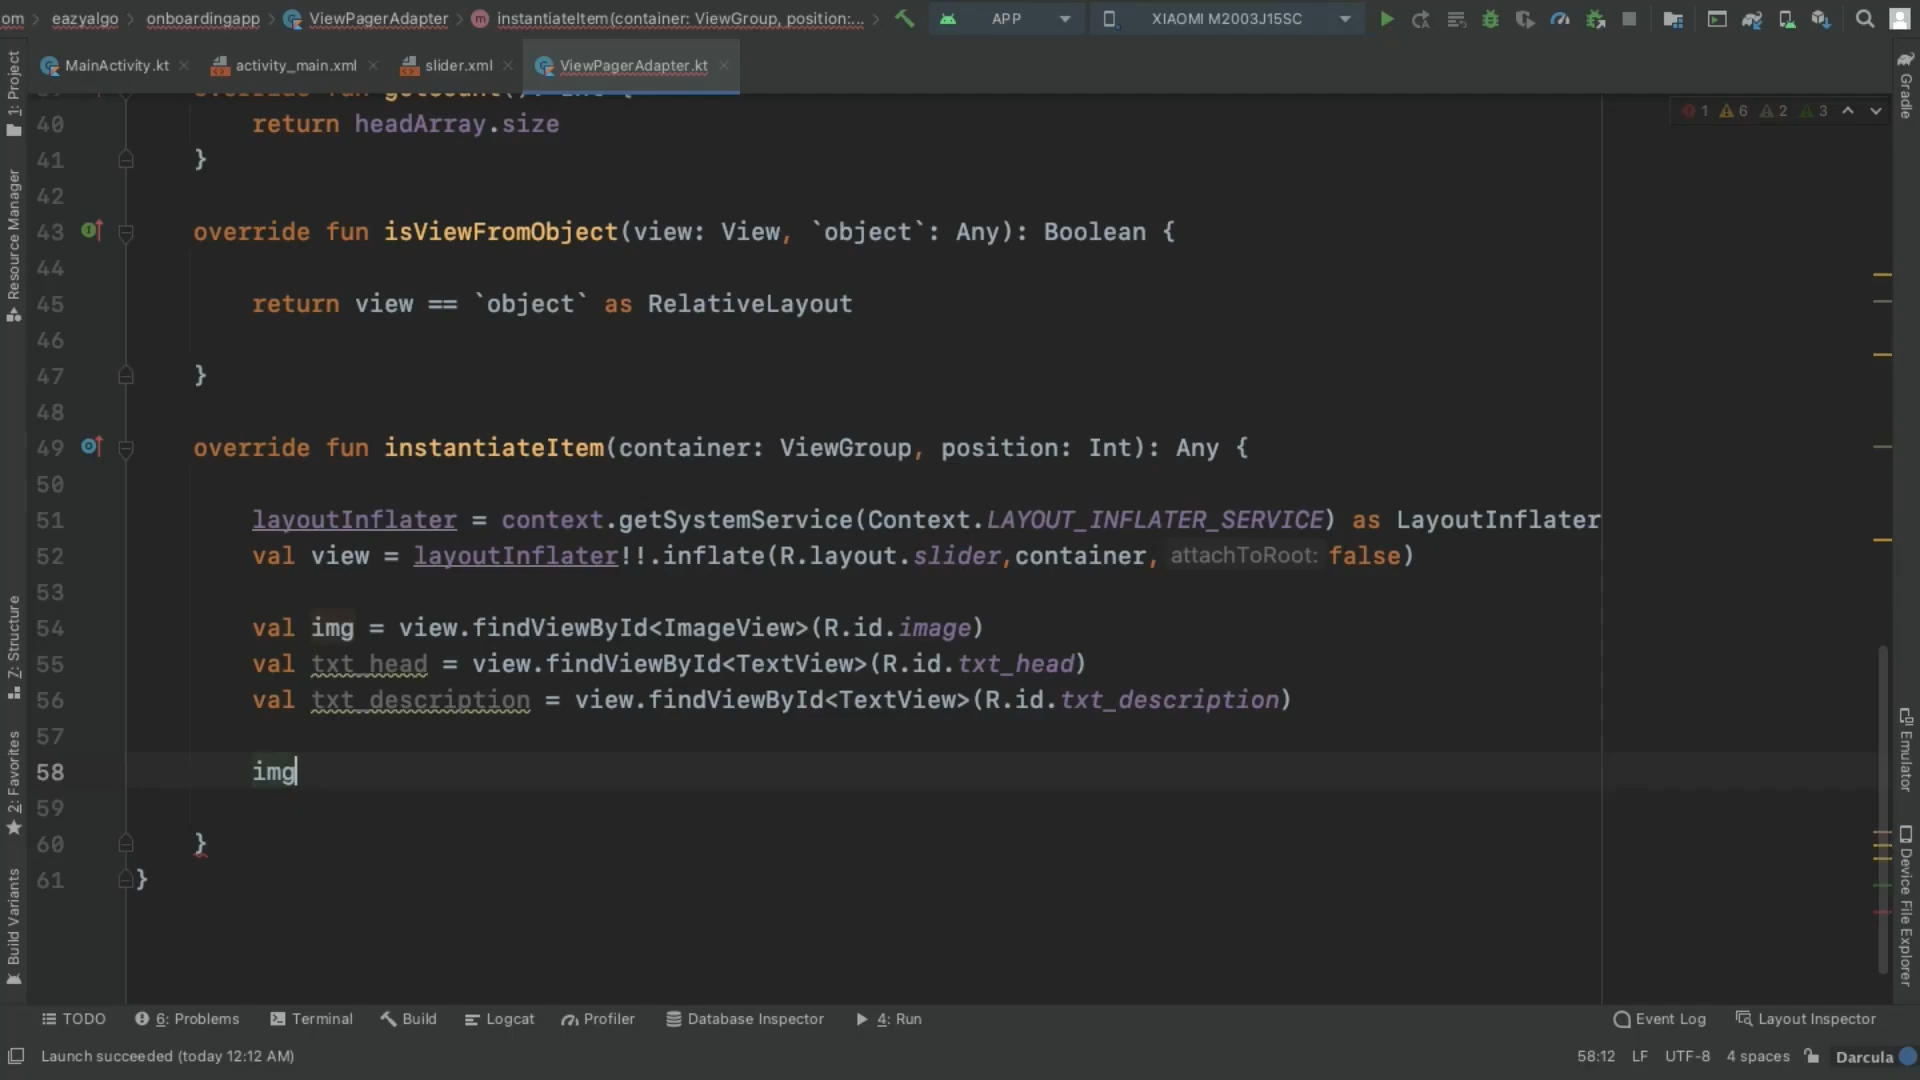 om eazyalgo onboardingapp ViewPagerAdapter instantiateItem(container: ViewGroup, position:... APP XIAOMI M2003J15SC
MainActivity.kt activity_main.xml slider.xml ViewPagerAdapter.kt
1: Project
Resource Manager
Z: Structure
2: Favorites
Build Variants
1 6 2 3
40 return headArray.size
41 }
42
43 override fun isViewFromObject(view: View, `object`: Any): Boolean {
44
45 return view == `object` as RelativeLayout
46
47 }
48
49 override fun instantiateItem(container: ViewGroup, position: Int): Any {
50
51 layoutInflater = context.getSystemService(Context.LAYOUT_INFLATER_SERVICE) as LayoutInflater
52 val view = layoutInflater!!.inflate(R.layout.slider,container, attachToRoot: false)
53
54 val img = view.findViewById<ImageView>(R.id.image)
55 val txt_head = view.findViewById<TextView>(R.id.txt_head)
56 val txt_description = view.findViewById<TextView>(R.id.txt_description)
57
58 img
59
60 }
61 }
Gradle
Emulator
Device File Explorer
TODO 6: Problems Terminal Build Logcat Profiler Database Inspector 4: Run Event Log Layout Inspector
Launch succeeded (today 12:12 AM) 58:12 LF UTF-8 4 spaces Darcula